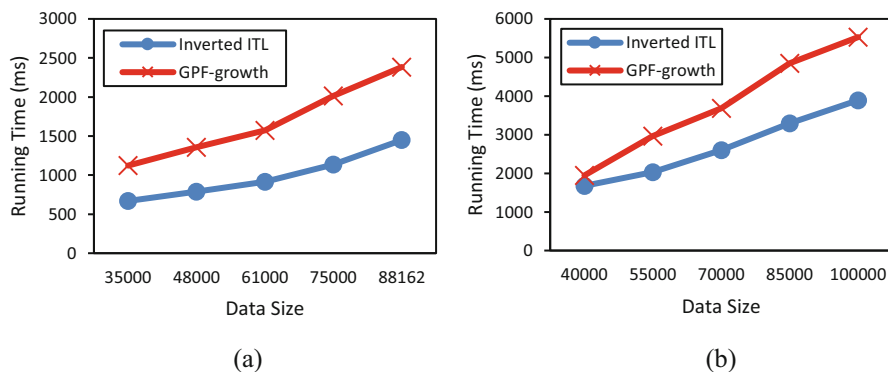 3000
2500
2000
1500
1000
500
0
Running Time (ms)
Inverted ITL
GPF-growth
35000 48000 61000 75000 88162
Data Size
(a)
6000
5000
4000
3000
2000
1000
0
Running Time (ms)
Inverted ITL
GPF-growth
40000 55000 70000 85000 100000
Data Size
(b)